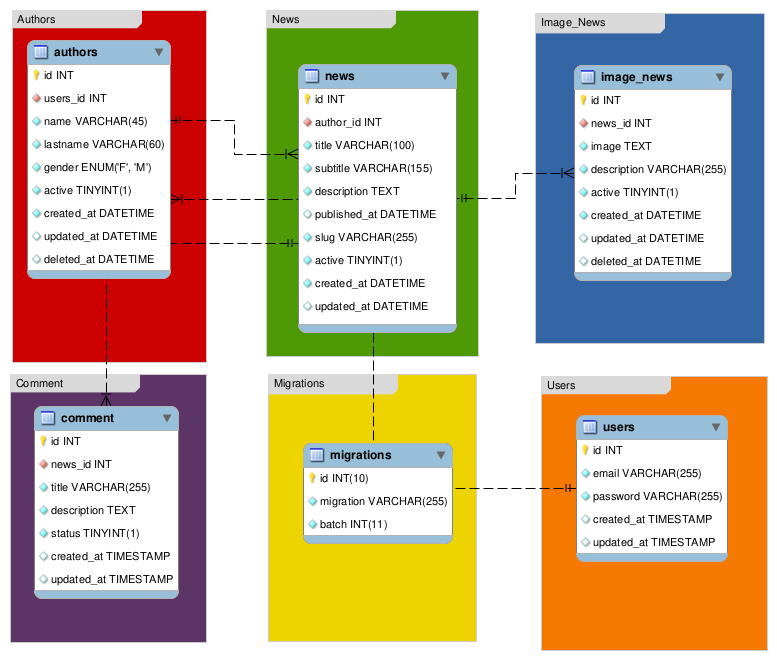 Authors
authors
id INT
users_id INT
name VARCHAR(45)
lastname VARCHAR(60)
gender ENUM('F', 'M')
active TINYINT(1)
created_at DATETIME
updated_at DATETIME
deleted_at DATETIME
News
news
id INT
author_id INT
title VARCHAR(100)
subtitle VARCHAR(155)
description TEXT
published_at DATETIME
slug VARCHAR(255)
active TINYINT(1)
created_at DATETIME
updated_at DATETIME
Image_News
image_news
id INT
news_id INT
image TEXT
description VARCHAR(255)
active TINYINT(1)
created_at DATETIME
updated_at DATETIME
deleted_at DATETIME
Comment
comment
id INT
news_id INT
title VARCHAR(255)
description TEXT
status TINYINT(1)
created_at TIMESTAMP
updated_at TIMESTAMP
Migrations
migrations
id INT(10)
migration VARCHAR(255)
batch INT(11)
Users
users
id INT
email VARCHAR(255)
password VARCHAR(255)
created_at TIMESTAMP
updated_at TIMESTAMP